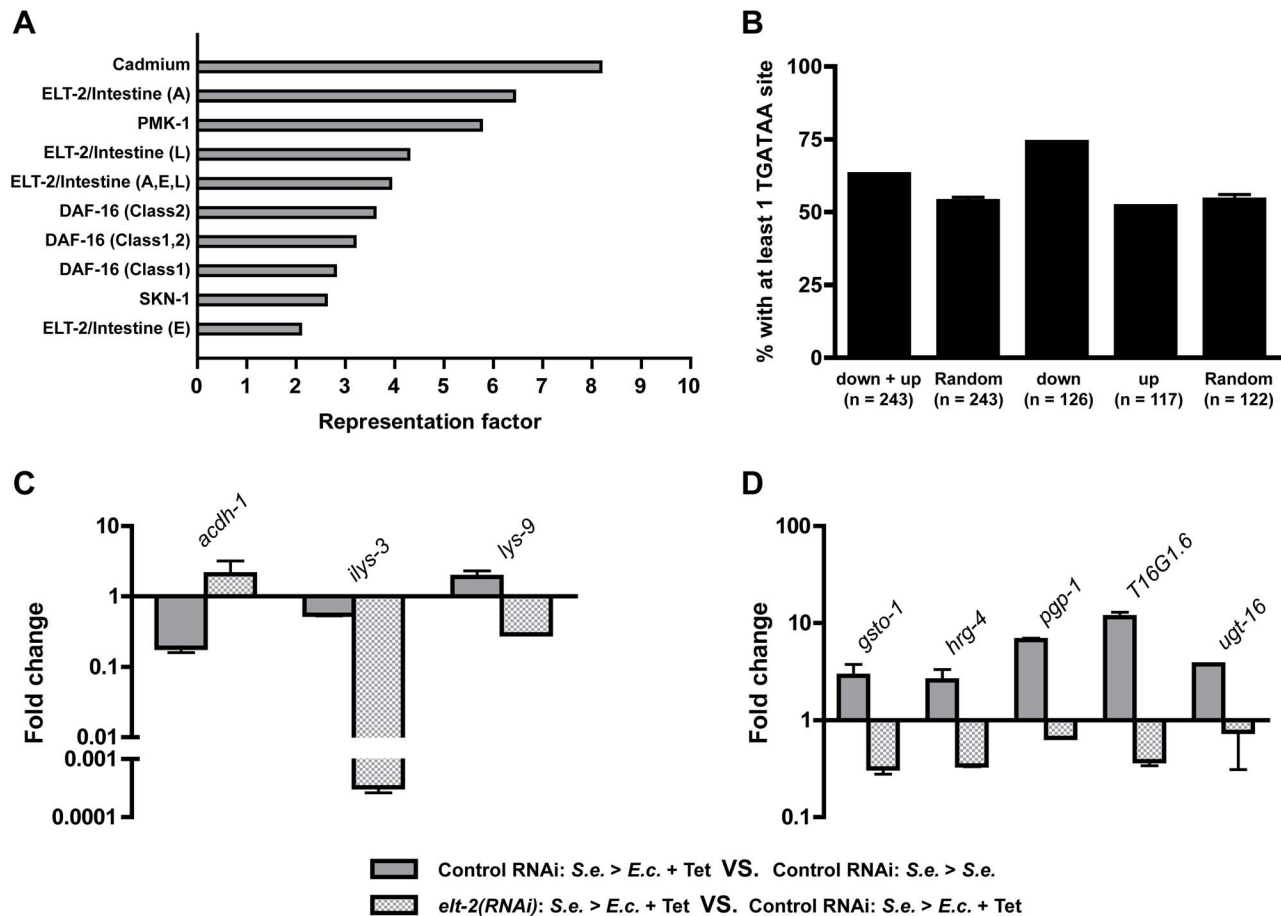 A
Cadmium
ELT-2/Intestine (A)
PMK-1
ELT-2/Intestine (L)
ELT-2/Intestine (A,E,L)
DAF-16 (Class2)
DAF-16 (Class1,2)
DAF-16 (Class1)
SKN-1
ELT-2/Intestine (E)
0 1 2 3 4 5 6 7 8 9 10
Representation factor
B
% with at least 1 TGATAA site
100
75
50
25
0
down + up Random down up Random
(n = 243) (n = 243) (n = 126) (n = 117) (n = 122)
C
Fold change
10
1
0.1
0.01
0.001
0.0001
acdh-1
ilys-3
lys-9
D
Fold change
100
10
1
0.1
gsto-1
hrg-4
pgp-1
T16G1.6
ugt-16
Control RNAi: S.e. > E.c. + Tet VS. Control RNAi: S.e. > S.e.
elt-2(RNAi): S.e. > E.c. + Tet VS. Control RNAi: S.e. > E.c. + Tet